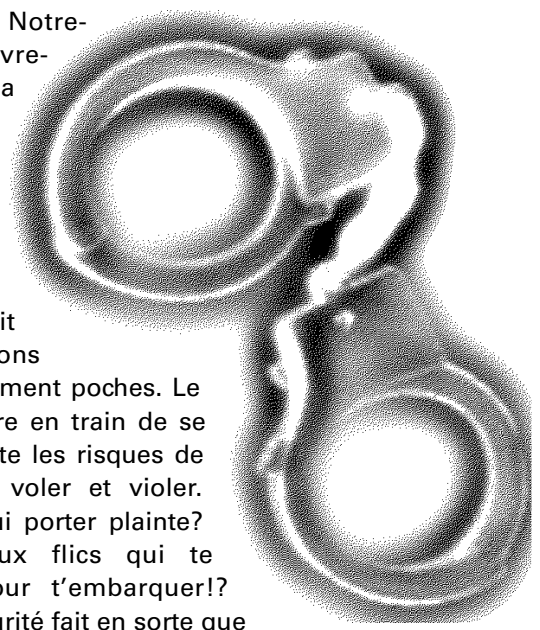 Notre-
vre-
a
it
ons
ment poches. Le
re en train de se
te les risques de
voler et violer.
ui porter plainte?
ux flics qui te
our t'embarquer!?
urité fait en sorte que